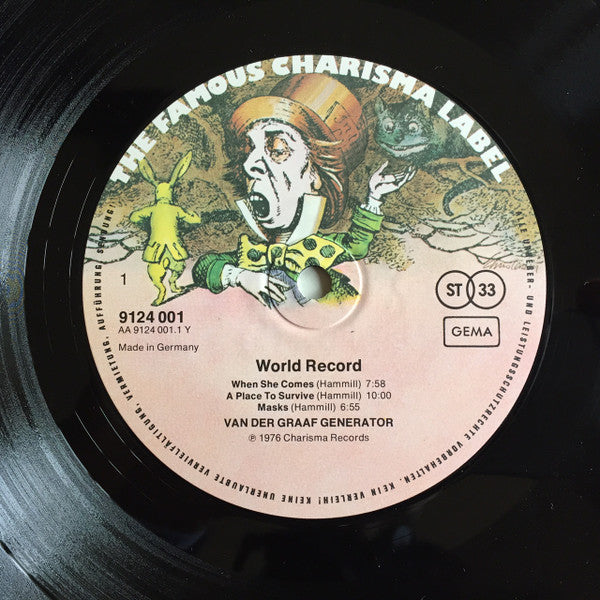 THE FAMOUS CHARISMA LABEL
1
9124 001
AA 9124 001.1 Y
Made in Germany
ST 33
GEMA
World Record
When She Comes (Hammill) 7:58
A Place To Survive (Hammill) 10:00
Masks (Hammill) 6:55
VAN DER GRAAF GENERATOR
℗ 1976 Charisma Records
ALLE URHEBER- UND LEISTUNGSSCHUTZRECHTE VORBEHALTEN. KEIN VERLEIH! KEINE UNERLAUBTE VERVIELFÄLTIGUNG, VERMIETUNG, AUFFÜHRUNG, SENDUNG!